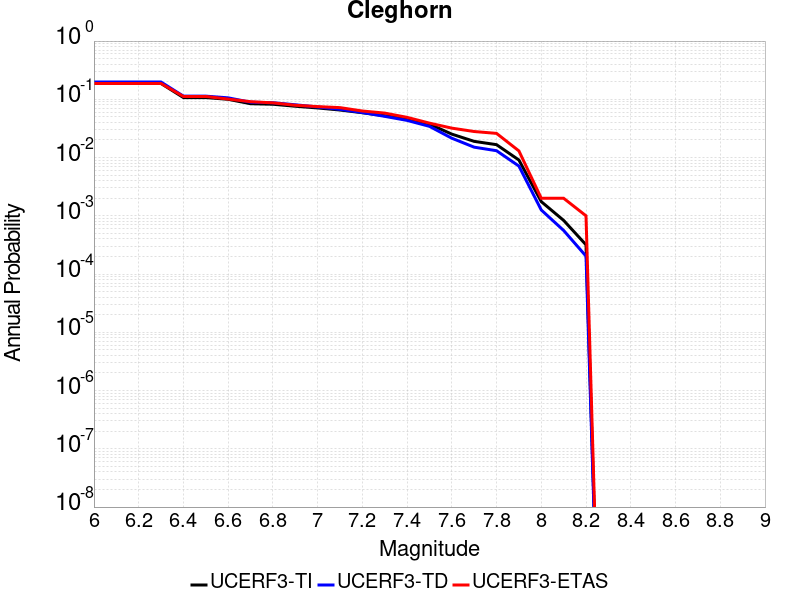 Cleghorn
10^0
10^-1
10^-2
10^-3
10^-4
10^-5
10^-6
10^-7
10^-8
Annual Probability
6 6.2 6.4 6.6 6.8 7 7.2 7.4 7.6 7.8 8 8.2 8.4 8.6 8.8 9
Magnitude
UCERF3-TI UCERF3-TD UCERF3-ETAS